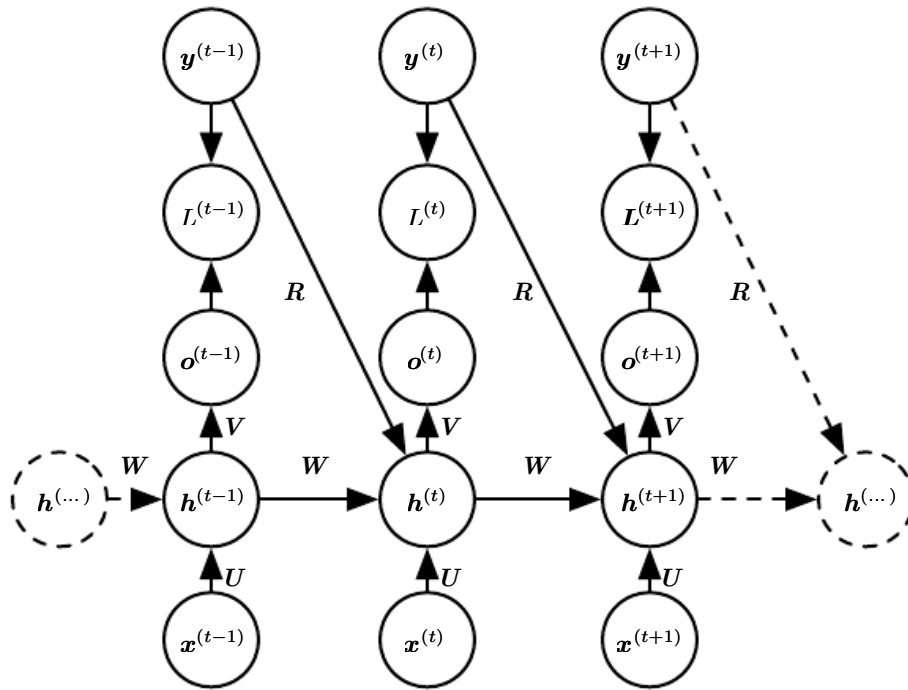 y^(t−1) y^(t) y^(t+1)
L^(t−1) L^(t) L^(t+1)
R R R
o^(t−1) o^(t) o^(t+1)
V V V
W W W W
h^(...) h^(t−1) h^(t) h^(t+1) h^(...)
U U U
x^(t−1) x^(t) x^(t+1)